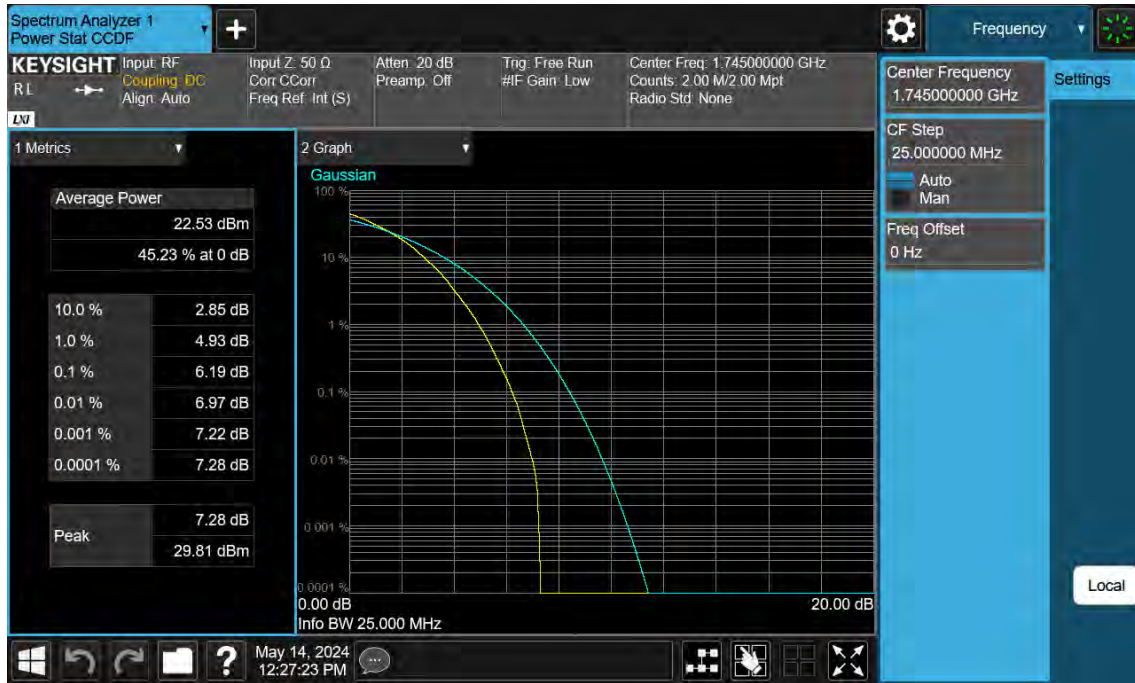 Spectrum Analyzer 1
Power Stat CCDF
+
Frequency
KEYSIGHT
RL
LXI
Input: RF
Coupling: DC
Align: Auto
Input Z: 50 Ω
Corr CCorr
Freq Ref: Int (S)
Atten: 20 dB
Preamp: Off
Trig: Free Run
#IF Gain: Low
Center Freq: 1.745000000 GHz
Counts: 2.00 M/2.00 Mpt
Radio Std: None
Center Frequency
1.745000000 GHz
Settings
CF Step
25.000000 MHz
Auto
Man
Freq Offset
0 Hz
Local
1 Metrics
Average Power
22.53 dBm
45.23 % at 0 dB
10.0 % 2.85 dB
1.0 % 4.93 dB
0.1 % 6.19 dB
0.01 % 6.97 dB
0.001 % 7.22 dB
0.0001 % 7.28 dB
Peak
7.28 dB
29.81 dBm
2 Graph
Gaussian
100 %
10 %
1 %
0.1 %
0.01 %
0.001 %
0.0001 %
0.00 dB 20.00 dB
Info BW 25.000 MHz
?
May 14, 2024
12:27:23 PM